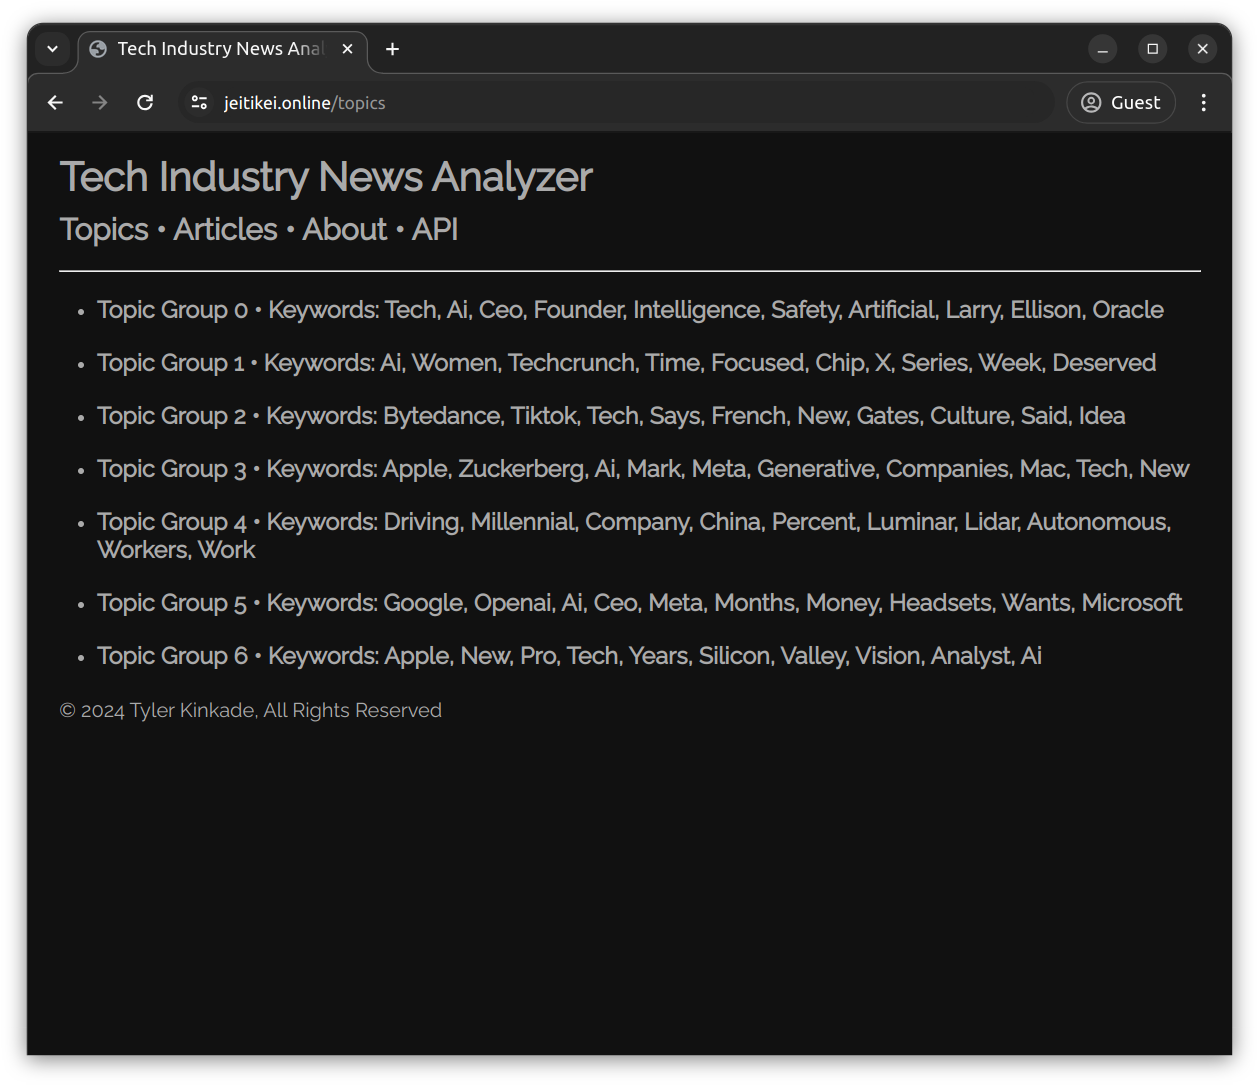 Tech Industry News Anal
jeitikei.online/topics
Guest
Tech Industry News Analyzer
Topics • Articles • About • API
• Topic Group 0 • Keywords: Tech, Ai, Ceo, Founder, Intelligence, Safety, Artificial, Larry, Ellison, Oracle
• Topic Group 1 • Keywords: Ai, Women, Techcrunch, Time, Focused, Chip, X, Series, Week, Deserved
• Topic Group 2 • Keywords: Bytedance, Tiktok, Tech, Says, French, New, Gates, Culture, Said, Idea
• Topic Group 3 • Keywords: Apple, Zuckerberg, Ai, Mark, Meta, Generative, Companies, Mac, Tech, New
• Topic Group 4 • Keywords: Driving, Millennial, Company, China, Percent, Luminar, Lidar, Autonomous,
Workers, Work
• Topic Group 5 • Keywords: Google, Openai, Ai, Ceo, Meta, Months, Money, Headsets, Wants, Microsoft
• Topic Group 6 • Keywords: Apple, New, Pro, Tech, Years, Silicon, Valley, Vision, Analyst, Ai
© 2024 Tyler Kinkade, All Rights Reserved